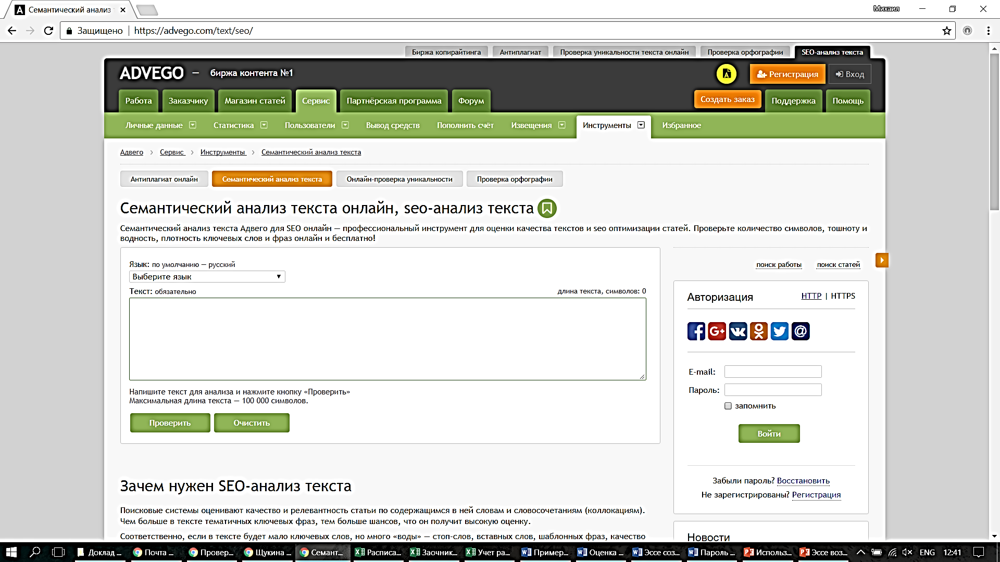 Семантический анализ
Михаил
Защищено https://advego.com/text/seo/
Биржа копирайтинга Антиплагиат Проверка уникальности текста онлайн Проверка орфографии SEO-анализ текста
ADVEGO — биржа контента №1
Регистрация Вход
Работа Заказчику Магазин статей Сервис Партнёрская программа Форум Создать заказ Поддержка Помощь
Личные данные Статистика Пользователи Вывод средств Пополнить счёт Извещения Инструменты Избранное
Адвего › Сервис › Инструменты › Семантический анализ текста
Антиплагиат онлайн Семантический анализ текста Онлайн-проверка уникальности Проверка орфографии
Семантический анализ текста онлайн, seo-анализ текста
Семантический анализ текста Адвего для SEO онлайн — профессиональный инструмент для оценки качества текстов и seo оптимизации статей. Проверьте количество символов, тошноту и
водность, плотность ключевых слов и фраз онлайн и бесплатно!
Язык: по умолчанию — русский
Выберите язык
Текст: обязательно длина текста, символов: 0
Напишите текст для анализа и нажмите кнопку «Проверить»
Максимальная длина текста — 100 000 символов.
Проверить Очистить
поиск работы поиск статей
Авторизация HTTP | HTTPS
E-mail:
Пароль:
запомнить
Войти
Забыли пароль? Восстановить
Не зарегистрированы? Регистрация
Новости
Зачем нужен SEO-анализ текста
Поисковые системы оценивают качество и релевантность статьи по содержащимся в ней словам и словосочетаниям (коллокациям).
Чем больше в тексте тематичных ключевых фраз, тем больше шансов, что он получит высокую оценку.
Соответственно, если в тексте будет мало ключевых слов, но много «воды» — стоп-слов, вставных слов, шаблонных фраз, качество
Доклад ... Почта ... Провер... Щукина ... Семант... Расписа... Заочник... Учет ра... Пример... Оценка ... Эссе соз... Пароль ... Использ... Эссе воз... ENG 12:41